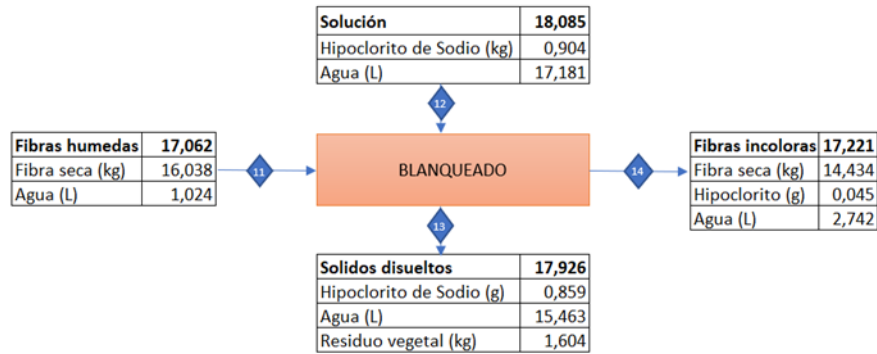 Solución 18,085
Hipoclorito de Sodio (kg) 0,904
Agua (L) 17,181
12
Fibras humedas 17,062
Fibra seca (kg) 16,038
Agua (L) 1,024
11
BLANQUEADO
14
Fibras incoloras 17,221
Fibra seca (kg) 14,434
Hipoclorito (g) 0,045
Agua (L) 2,742
13
Solidos disueltos 17,926
Hipoclorito de Sodio (g) 0,859
Agua (L) 15,463
Residuo vegetal (kg) 1,604